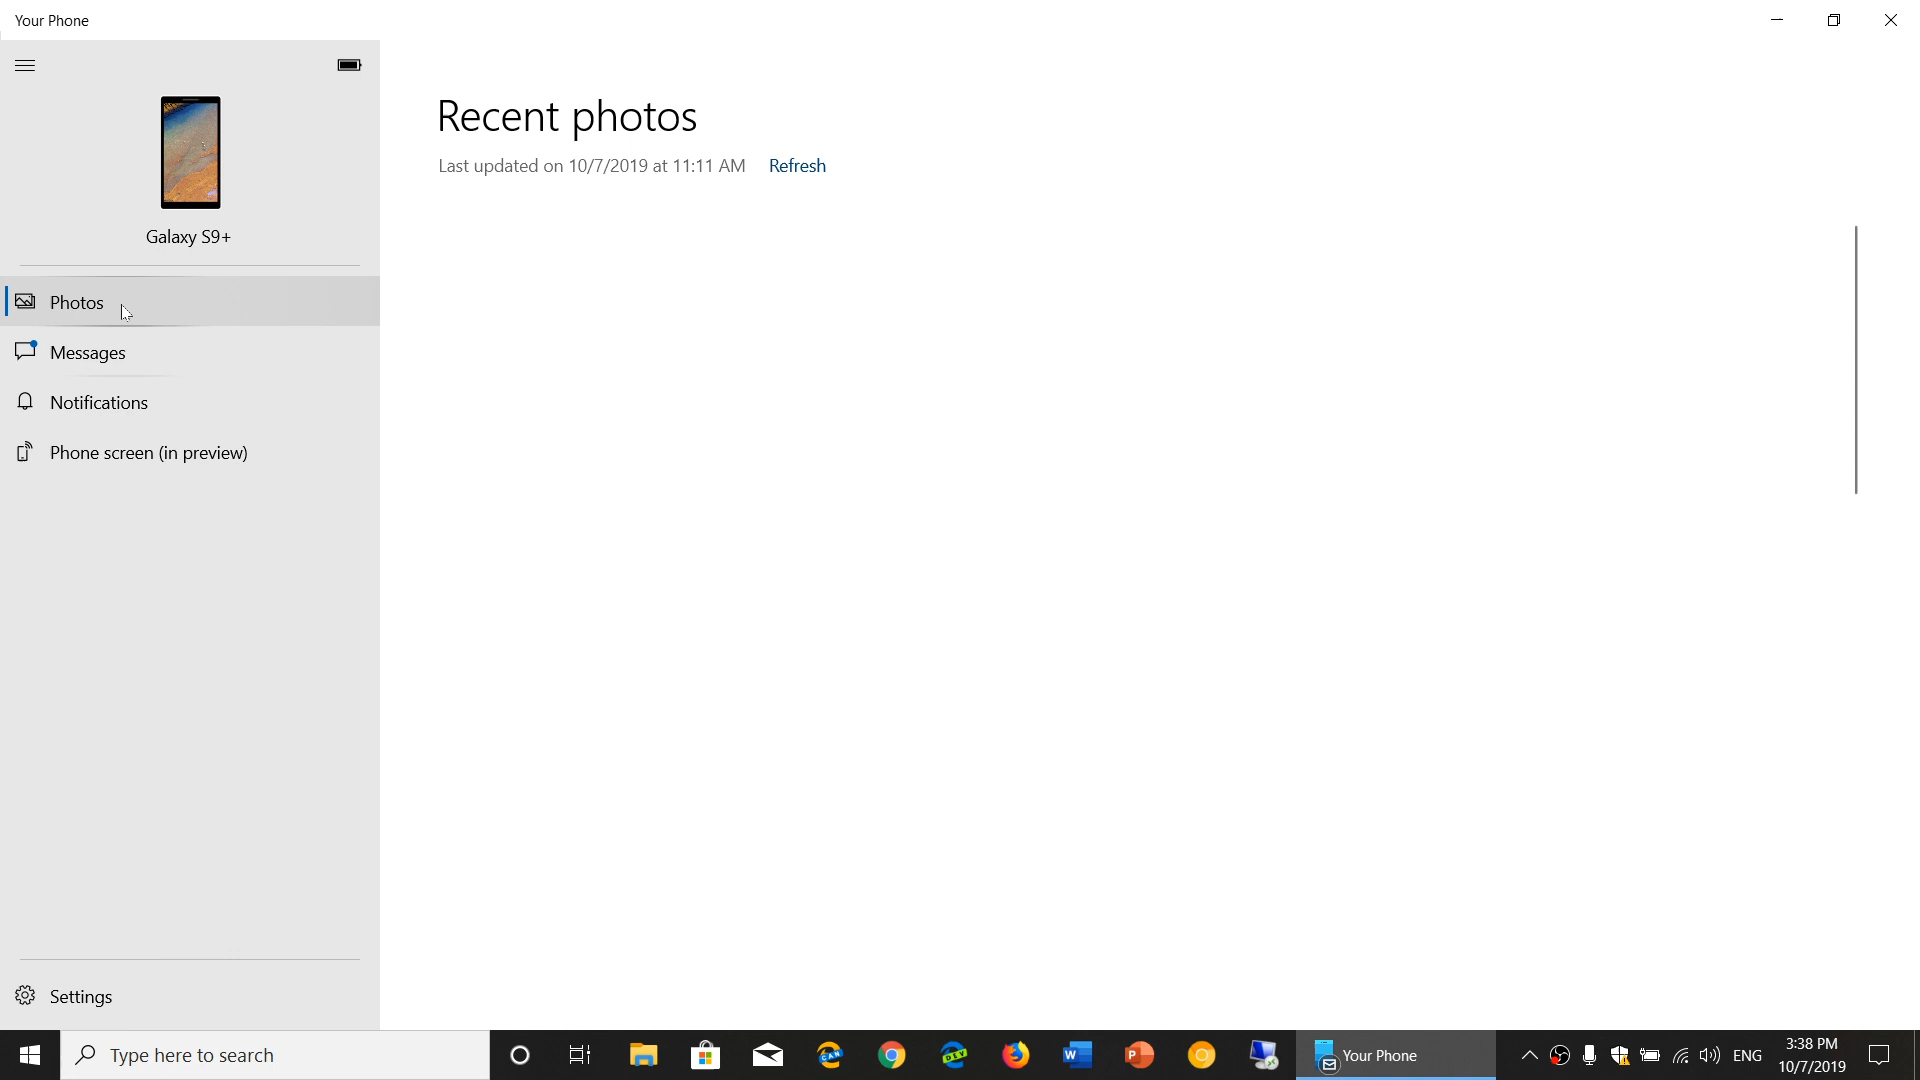 Your Phone
Recent photos
Last updated on 10/7/2019 at 11:11 AM Refresh
Galaxy S9+
Photos
Messages
Notifications
Phone screen (in preview)
Settings
Type here to search
CAN
DEV
W
P
Your Phone
ENG
3:38 PM
10/7/2019